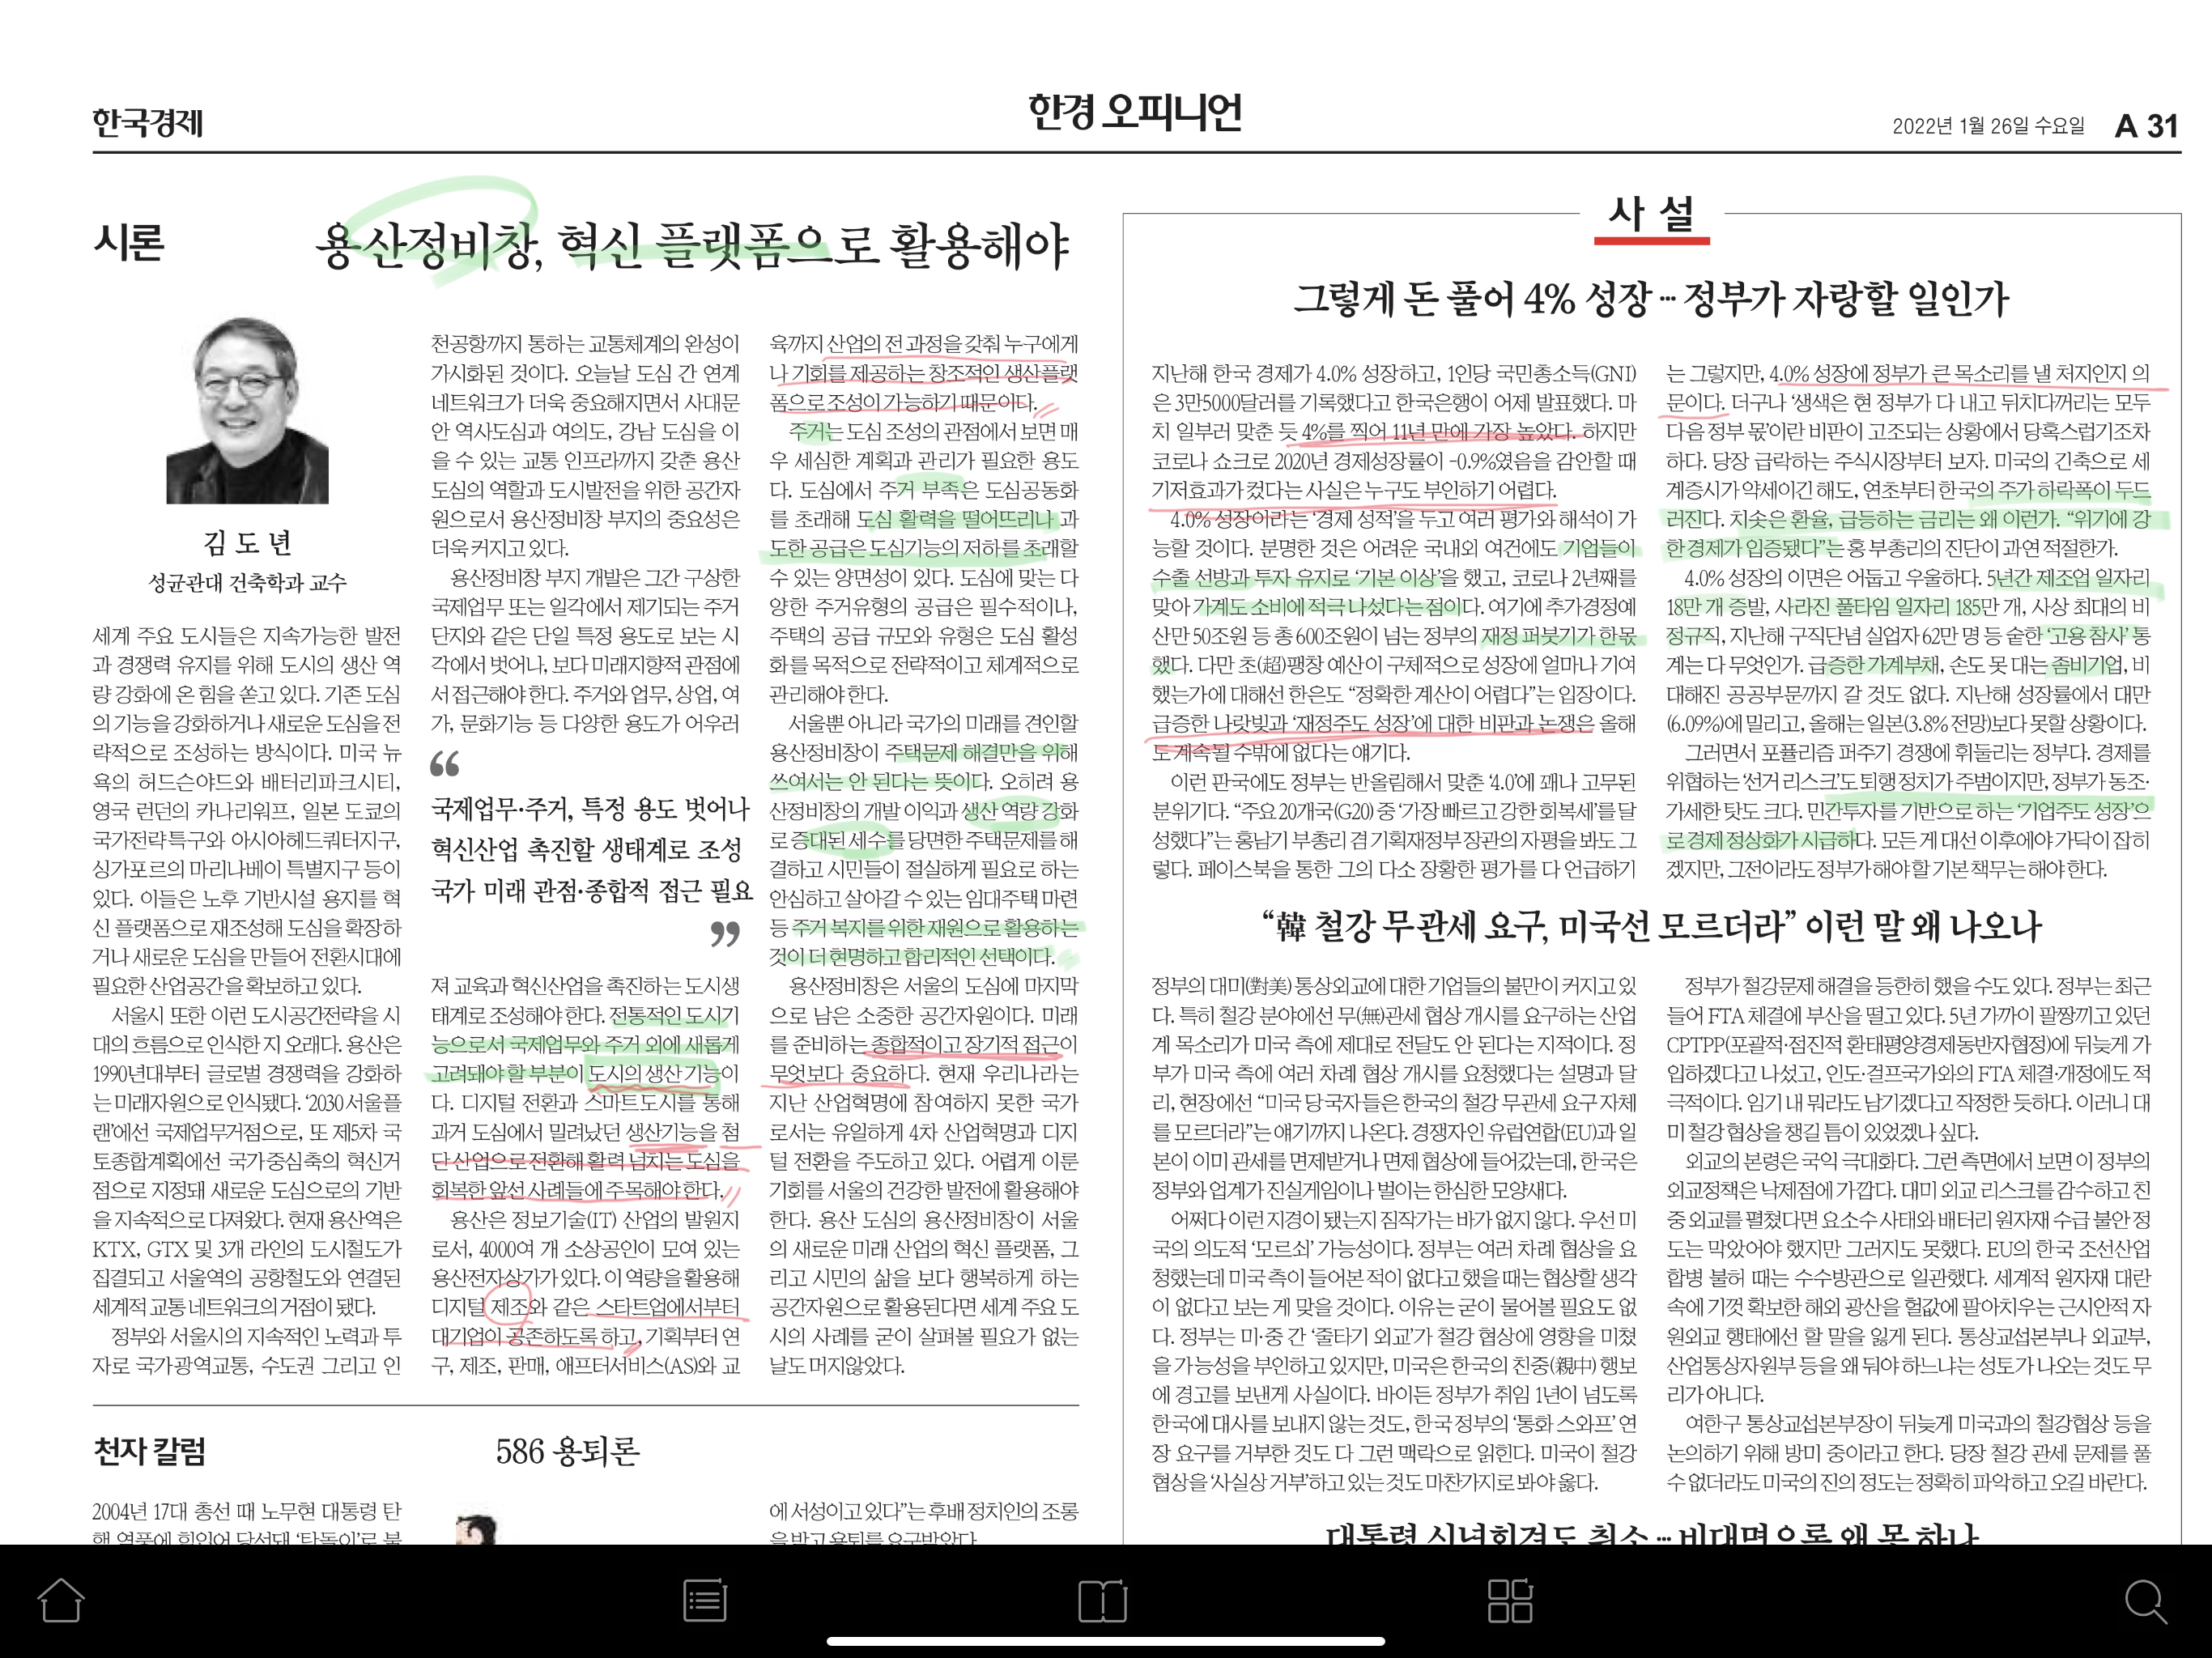 한국경제
한경 오피니언
2022년 1월 26일 수요일 A 31
시론
용산정비창, 혁신 플랫폼으로 활용해야
김 도 년
성균관대 건축학과 교수
세계 주요 도시들은 지속가능한 발전
과 경쟁력 유지를 위해 도시의 생산 역
량 강화에 온 힘을 쏟고 있다. 기존 도심
의 기능을 강화하거나 새로운 도심을 전
략적으로 조성하는 방식이다. 미국 뉴
욕의 허드슨야드와 배터리파크시티,
영국 런던의 카나리워프, 일본 도쿄의
국가전략특구와 아시아헤드쿼터지구,
싱가포르의 마리나베이 특별지구 등이
있다. 이들은 노후 기반시설 용지를 혁
신 플랫폼으로 재조성해 도심을 확장하
거나 새로운 도심을 만들어 전환시대에
필요한 산업공간을 확보하고 있다.
서울시 또한 이런 도시공간전략을 시
대의 흐름으로 인식한 지 오래다. 용산은
1990년대부터 글로벌 경쟁력을 강화하
는 미래자원으로 인식됐다. ‘2030 서울플
랜’에선 국제업무거점으로, 또 제5차 국
토종합계획에선 국가중심축의 혁신거
점으로 지정돼 새로운 도심으로의 기반
을 지속적으로 다져왔다. 현재 용산역은
KTX, GTX 및 3개 라인의 도시철도가
집결되고 서울역의 공항철도와 연결된
세계적 교통 네트워크의 거점이 됐다.
정부와 서울시의 지속적인 노력과 투
자로 국가광역교통, 수도권 그리고 인
천공항까지 통하는 교통체계의 완성이
가시화된 것이다. 오늘날 도심 간 연계
네트워크가 더욱 중요해지면서 사대문
안 역사도심과 여의도, 강남 도심을 이
을 수 있는 교통 인프라까지 갖춘 용산
도심의 역할과 도시발전을 위한 공간자
원으로서 용산정비창 부지의 중요성은
더욱 커지고 있다.
용산정비창 부지 개발은 그간 구상한
국제업무 또는 일각에서 제기되는 주거
단지와 같은 단일 특정 용도로 보는 시
각에서 벗어나, 보다 미래지향적 관점에
서 접근해야 한다. 주거와 업무, 상업, 여
가, 문화기능 등 다양한 용도가 어우러
“
국제업무·주거, 특정 용도 벗어나
혁신산업 촉진할 생태계로 조성
국가 미래 관점·종합적 접근 필요
”
져 교육과 혁신산업을 촉진하는 도시생
태계로 조성해야 한다. 전통적인 도시기
능으로서 국제업무와 주거 외에 새롭게
고려돼야 할 부분이 도시의 생산 기능이
다. 디지털 전환과 스마트도시를 통해
과거 도심에서 밀려났던 생산기능을 첨
단산업으로 전환해 활력 넘치는 도심을
회복한 앞선 사례들에 주목해야 한다.
용산은 정보기술(IT) 산업의 발원지
로서, 4000여 개 소상공인이 모여 있는
용산전자상가가 있다. 이 역량을 활용해
디지털 제조와 같은 스타트업에서부터
대기업이 공존하도록 하고, 기획부터 연
구, 제조, 판매, 애프터서비스(AS)와 교
육까지 산업의 전 과정을 갖춰 누구에게
나 기회를 제공하는 창조적인 생산플랫
폼으로 조성이 가능하기 때문이다.
주거는 도심 조성의 관점에서 보면 매
우 세심한 계획과 관리가 필요한 용도
다. 도심에서 주거 부족은 도심공동화
를 초래해 도심 활력을 떨어뜨리나 과
도한 공급은 도심기능의 저하를 초래할
수 있는 양면성이 있다. 도심에 맞는 다
양한 주거유형의 공급은 필수적이나,
주택의 공급 규모와 유형은 도심 활성
화를 목적으로 전략적이고 체계적으로
관리해야 한다.
서울뿐 아니라 국가의 미래를 견인할
용산정비창이 주택문제 해결만을 위해
쓰여서는 안 된다는 뜻이다. 오히려 용
산정비창의 개발 이익과 생산 역량 강화
로 증대된 세수를 당면한 주택문제를 해
결하고 시민들이 절실하게 필요로 하는
안심하고 살아갈 수 있는 임대주택 마련
등 주거 복지를 위한 재원으로 활용하는
것이 더 현명하고 합리적인 선택이다.
용산정비창은 서울의 도심에 마지막
으로 남은 소중한 공간자원이다. 미래
를 준비하는 종합적이고 장기적 접근이
무엇보다 중요하다. 현재 우리나라는
지난 산업혁명에 참여하지 못한 국가
로서는 유일하게 4차 산업혁명과 디지
털 전환을 주도하고 있다. 어렵게 이룬
기회를 서울의 건강한 발전에 활용해야
한다. 용산 도심의 용산정비창이 서울
의 새로운 미래 산업의 혁신 플랫폼, 그
리고 시민의 삶을 보다 행복하게 하는
공간자원으로 활용된다면 세계 주요 도
시의 사례를 굳이 살펴볼 필요가 없는
날도 머지않았다.
천자 칼럼
586 용퇴론
2004년 17대 총선 때 노무현 대통령 탄
핵 역풍에 힘입어 당선돼 ‘탄돌이’로 불
에 서성이고 있다”는 후배 정치인의 조롱
을 받고 용퇴를 요구받았다.
사 설
그렇게 돈 풀어 4% 성장… 정부가 자랑할 일인가
지난해 한국 경제가 4.0% 성장하고, 1인당 국민총소득(GNI)
은 3만5000달러를 기록했다고 한국은행이 어제 발표했다. 마
치 일부러 맞춘 듯 4%를 찍어 11년 만에 가장 높았다. 하지만
코로나 쇼크로 2020년 경제성장률이 -0.9%였음을 감안할 때
기저효과가 컸다는 사실은 누구도 부인하기 어렵다.
4.0% 성장이라는 ‘경제 성적’을 두고 여러 평가와 해석이 가
능할 것이다. 분명한 것은 어려운 국내외 여건에도 기업들이
수출 선방과 투자 유지로 ‘기본 이상’을 했고, 코로나 2년째를
맞아 가계도 소비에 적극 나섰다는 점이다. 여기에 추가경정예
산만 50조원 등 총 600조원이 넘는 정부의 재정 퍼붓기가 한몫
했다. 다만 초(超)팽창 예산이 구체적으로 성장에 얼마나 기여
했는가에 대해선 한은도 “정확한 계산이 어렵다”는 입장이다.
급증한 나랏빚과 ‘재정주도 성장’에 대한 비판과 논쟁은 올해
도 계속될 수밖에 없다는 얘기다.
이런 판국에도 정부는 반올림해서 맞춘 ‘4.0’에 꽤나 고무된
분위기다. “주요 20개국(G20) 중 ‘가장 빠르고 강한 회복세’를 달
성했다”는 홍남기 부총리 겸 기획재정부 장관의 자평을 봐도 그
렇다. 페이스북을 통한 그의 다소 장황한 평가를 다 언급하기
는 그렇지만, 4.0% 성장에 정부가 큰 목소리를 낼 처지인지 의
문이다. 더구나 ‘생색은 현 정부가 다 내고 뒤치다꺼리는 모두
다음 정부 몫’이란 비판이 고조되는 상황에서 당혹스럽기조차
하다. 당장 급락하는 주식시장부터 보자. 미국의 긴축으로 세
계증시가 약세이긴 해도, 연초부터 한국의 주가 하락폭이 두드
러진다. 치솟은 환율, 급등하는 금리는 왜 이런가. “위기에 강
한 경제가 입증됐다”는 홍 부총리의 진단이 과연 적절한가.
4.0% 성장의 이면은 어둡고 우울하다. 5년간 제조업 일자리
18만 개 증발, 사라진 풀타임 일자리 185만 개, 사상 최대의 비
정규직, 지난해 구직단념 실업자 62만 명 등 숱한 ‘고용 참사’ 통
계는 다 무엇인가. 급증한 가계부채, 손도 못 대는 좀비기업, 비
대해진 공공부문까지 갈 것도 없다. 지난해 성장률에서 대만
(6.09%)에 밀리고, 올해는 일본(3.8% 전망)보다 못할 상황이다.
그러면서 포퓰리즘 퍼주기 경쟁에 휘둘리는 정부다. 경제를
위협하는 ‘선거 리스크’도 퇴행정치가 주범이지만, 정부가 동조·
가세한 탓도 크다. 민간투자를 기반으로 하는 ‘기업주도 성장’으
로 경제 정상화가 시급하다. 모든 게 대선 이후에야 가닥이 잡히
겠지만, 그전이라도 정부가 해야 할 기본 책무는 해야 한다.
“韓 철강 무관세 요구, 미국선 모르더라” 이런 말 왜 나오나
정부의 대미(對美) 통상외교에 대한 기업들의 불만이 커지고 있
다. 특히 철강 분야에선 무(無)관세 협상 개시를 요구하는 산업
계 목소리가 미국 측에 제대로 전달도 안 된다는 지적이다. 정
부가 미국 측에 여러 차례 협상 개시를 요청했다는 설명과 달
리, 현장에선 “미국 당국자들은 한국의 철강 무관세 요구 자체
를 모르더라”는 얘기까지 나온다. 경쟁자인 유럽연합(EU)과 일
본이 이미 관세를 면제받거나 면제 협상에 들어갔는데, 한국은
정부와 업계가 진실게임이나 벌이는 한심한 모양새다.
어쩌다 이런 지경이 됐는지 짐작가는 바가 없지 않다. 우선 미
국의 의도적 ‘모르쇠’ 가능성이다. 정부는 여러 차례 협상을 요
청했는데 미국 측이 들어본 적이 없다고 했을 때는 협상할 생각
이 없다고 보는 게 맞을 것이다. 이유는 굳이 물어볼 필요도 없
다. 정부는 미·중 간 ‘줄타기 외교’가 철강 협상에 영향을 미쳤
을 가능성을 부인하고 있지만, 미국은 한국의 친중(親中) 행보
에 경고를 보낸 게 사실이다. 바이든 정부가 취임 1년이 넘도록
한국에 대사를 보내지 않는 것도, 한국 정부의 ‘통화 스와프’ 연
장 요구를 거부한 것도 다 그런 맥락으로 읽힌다. 미국이 철강
협상을 ‘사실상 거부’하고 있는 것도 마찬가지로 봐야 옳다.
정부가 철강문제 해결을 등한히 했을 수도 있다. 정부는 최근
들어 FTA 체결에 부산을 떨고 있다. 5년 가까이 팔짱끼고 있던
CPTPP(포괄적·점진적 환태평양경제동반자협정)에 뒤늦게 가
입하겠다고 나섰고, 인도·걸프국가와의 FTA 체결·개정에도 적
극적이다. 임기 내 뭐라도 남기겠다고 작정한 듯하다. 이러니 대
미 철강 협상을 챙길 틈이 있었겠나 싶다.
외교의 본령은 국익 극대화다. 그런 측면에서 보면 이 정부의
외교정책은 낙제점에 가깝다. 대미 외교 리스크를 감수하고 친
중 외교를 펼쳤다면 요소수 사태와 배터리 원자재 수급 불안 정
도는 막았어야 했지만 그러지도 못했다. EU의 한국 조선산업
합병 불허 때는 수수방관으로 일관했다. 세계적 원자재 대란
속에 기껏 확보한 해외 광산을 헐값에 팔아치우는 근시안적 자
원외교 행태에선 할 말을 잃게 된다. 통상교섭본부나 외교부,
산업통상자원부 등을 왜 둬야 하느냐는 성토가 나오는 것도 무
리가 아니다.
여한구 통상교섭본부장이 뒤늦게 미국과의 철강협상 등을
논의하기 위해 방미 중이라고 한다. 당장 철강 관세 문제를 풀
수 없더라도 미국의 진의 정도는 정확히 파악하고 오길 바란다.
대통령 신년회견도 취소… 비대면으론 왜 못 하나